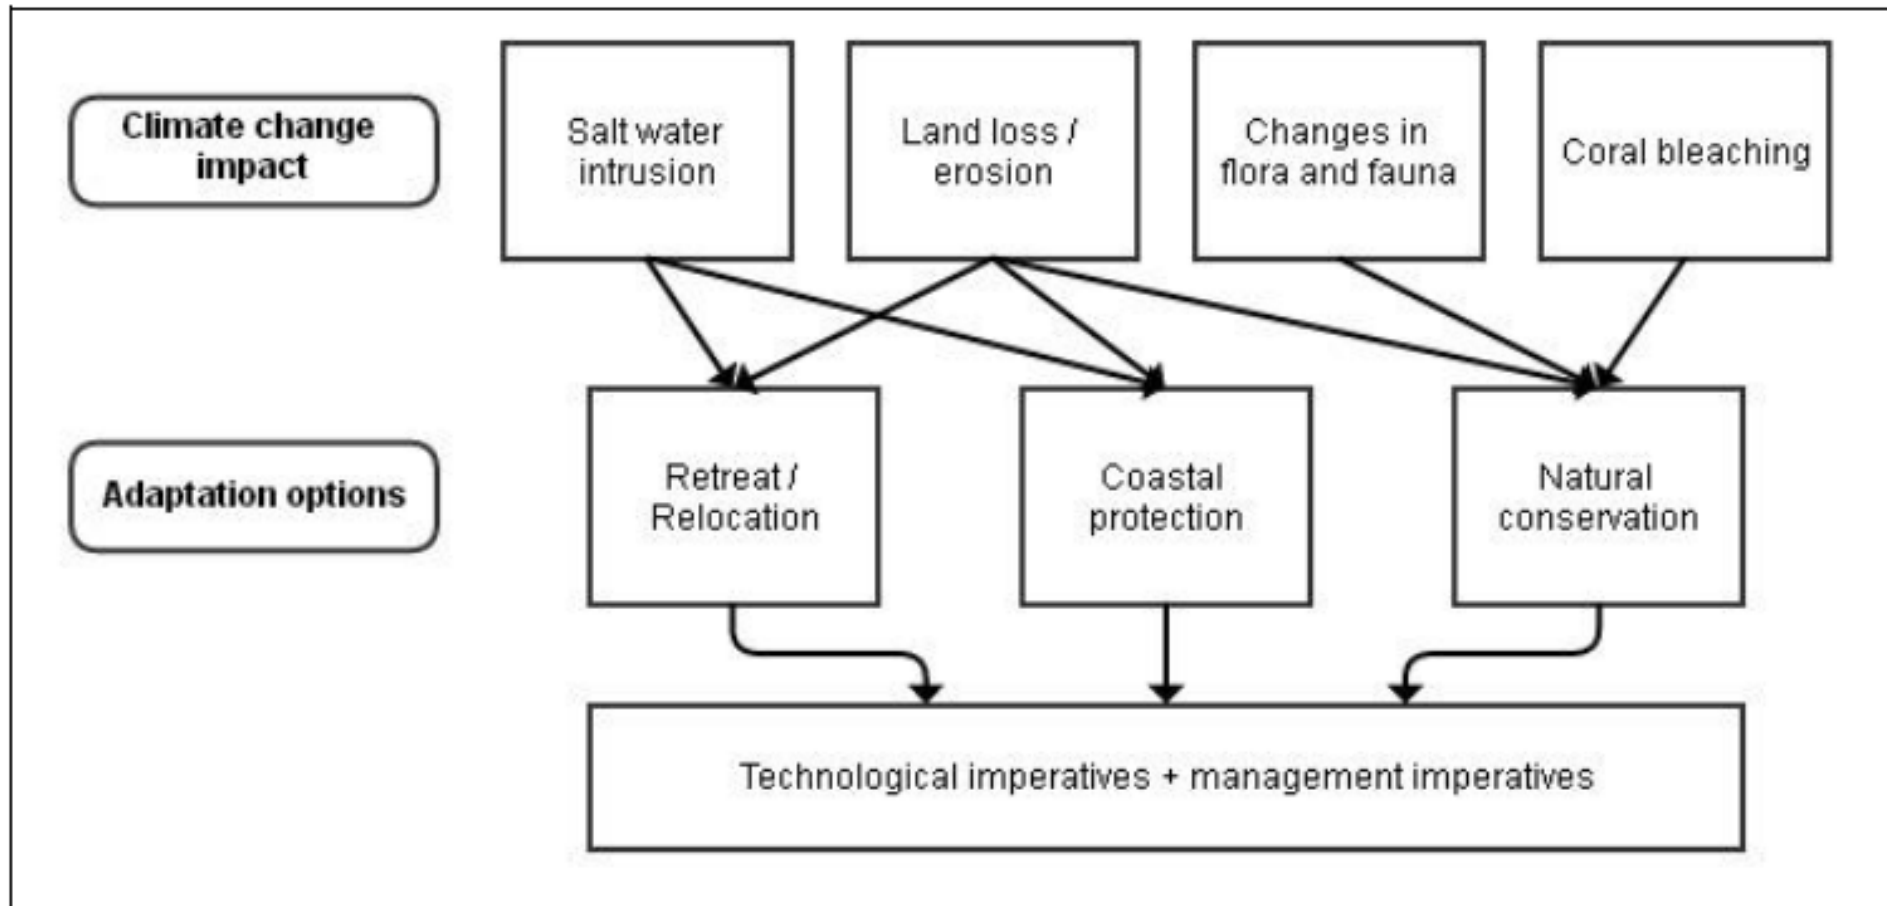 Climate change
impact
Salt water
intrusion
Land loss /
erosion
Changes in
flora and fauna
Coral bleaching
Adaptation options
Retreat /
Relocation
Coastal
protection
Natural
conservation
Technological imperatives + management imperatives